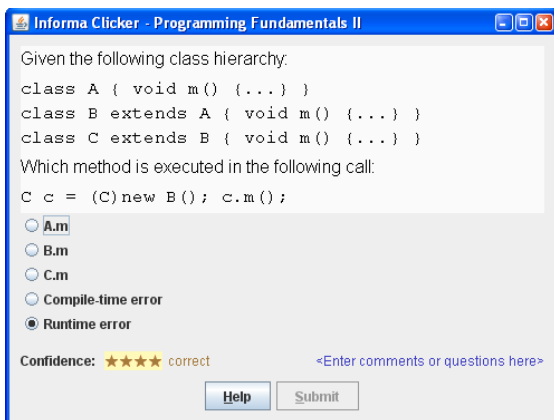 Informa Clicker - Programming Fundamentals II
Given the following class hierarchy:
class A { void m() {...} }
class B extends A { void m() {...} }
class C extends B { void m() {...} }
Which method is executed in the following call:
C c = (C)new B(); c.m();
A.m
B.m
C.m
Compile-time error
Runtime error
Confidence: ★★★★ correct <Enter comments or questions here>
Help Submit